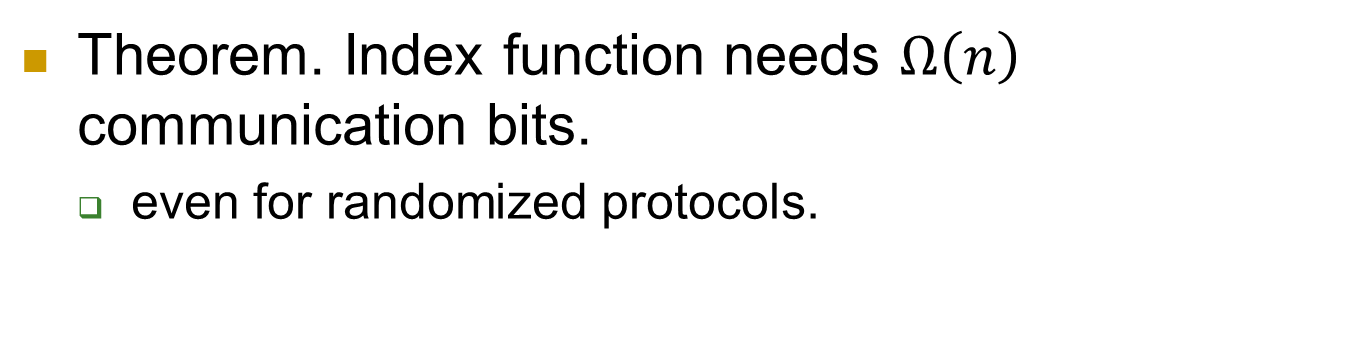 Theorem. Index function needs Ω(n)
communication bits.
even for randomized protocols.